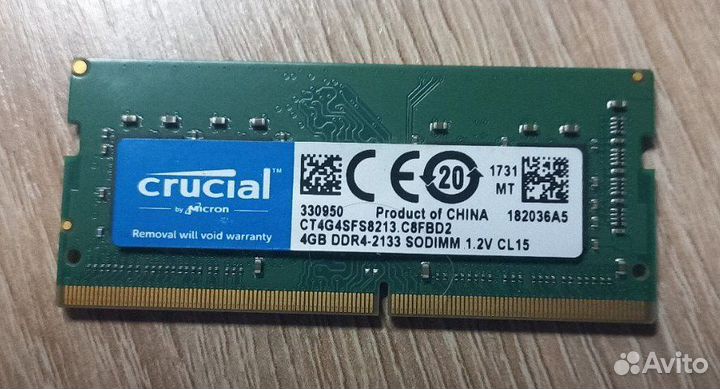 crucial™
by Micron
Removal will void warranty
CE
20
1731
MT
330950
Product of CHINA
182036A5
CT4G4SFS8213.C8FBD2
4GB DDR4-2133 SODIMM 1.2V CL15
Avito